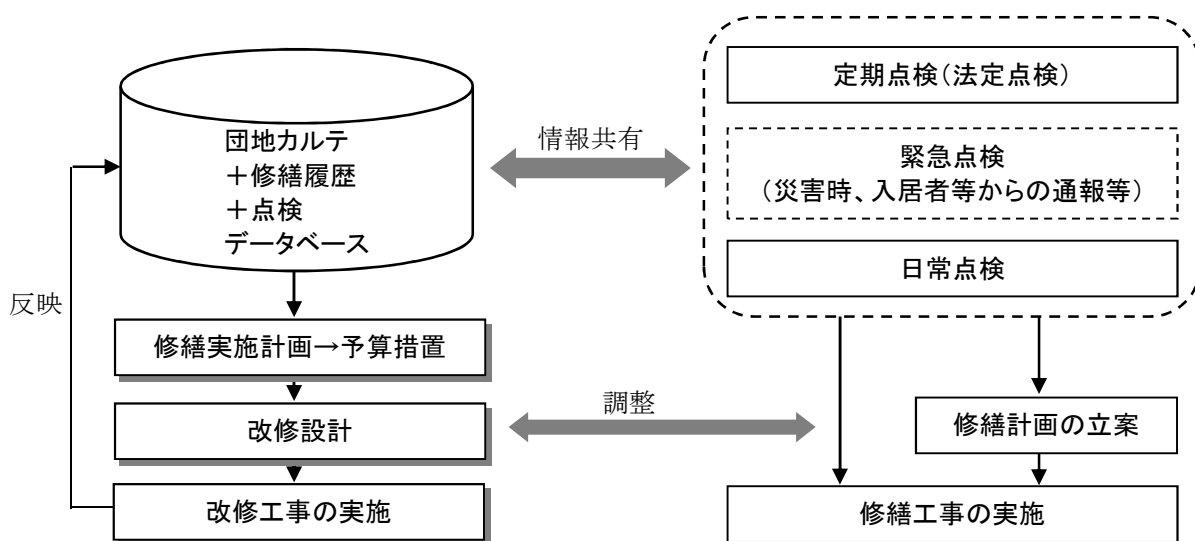 団地カルテ
＋修繕履歴
＋点検
データベース
情報共有
定期点検（法定点検）
緊急点検
（災害時、入居者等からの通報等）
日常点検
反映
修繕実施計画→予算措置
改修設計
調整
修繕計画の立案
改修工事の実施
修繕工事の実施